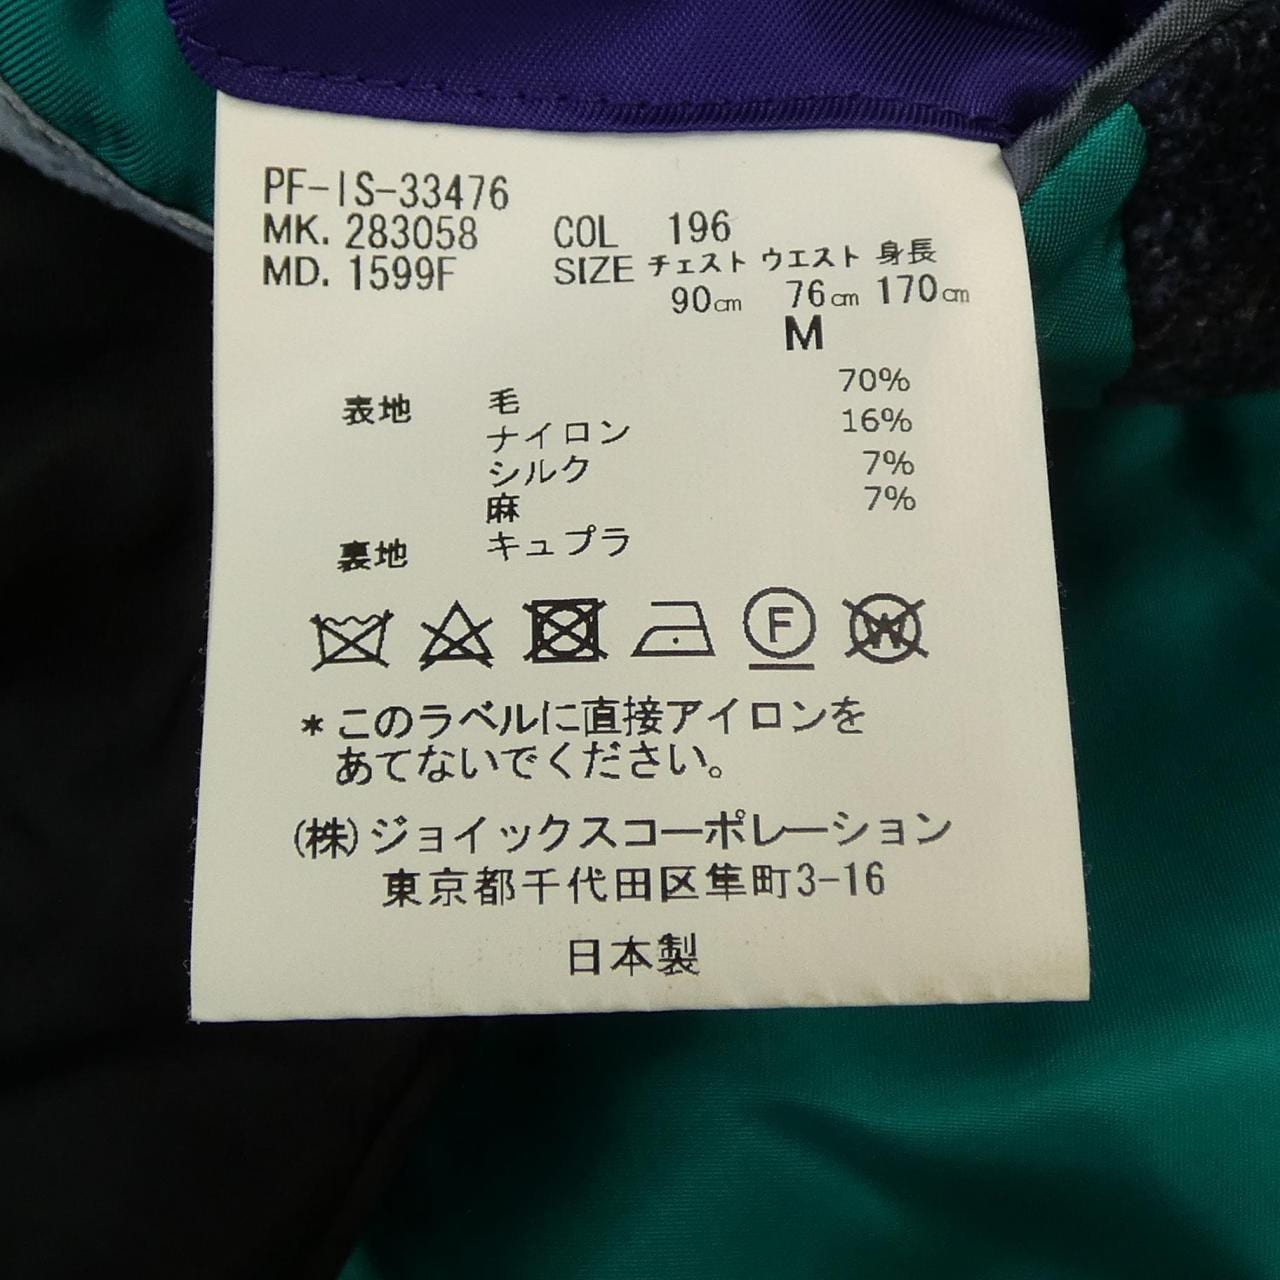 PF-IS-33476
MK. 283058 COL 196
MD. 1599F SIZE チェスト ウエスト 身長
90cm 76cm 170cm
M
表地 毛 70%
ナイロン 16%
シルク 7%
麻 7%
裏地 キュプラ
F W
*このラベルに直接アイロンを
あてないでください。
(株)ジョイックスコーポレーション
東京都千代田区隼町3-16
日本製